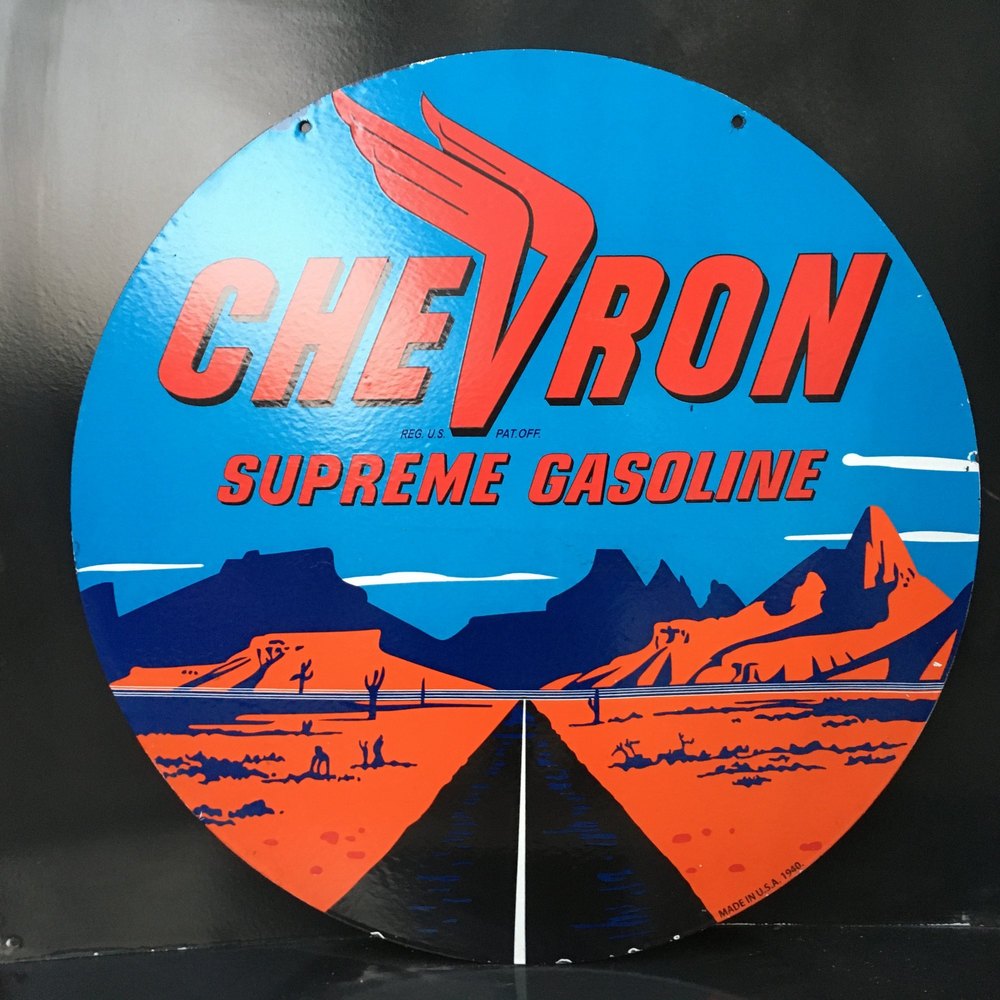 CHEVRON
REG. U.S. PAT. OFF.
SUPREME GASOLINE
MADE IN U.S.A. 1940.